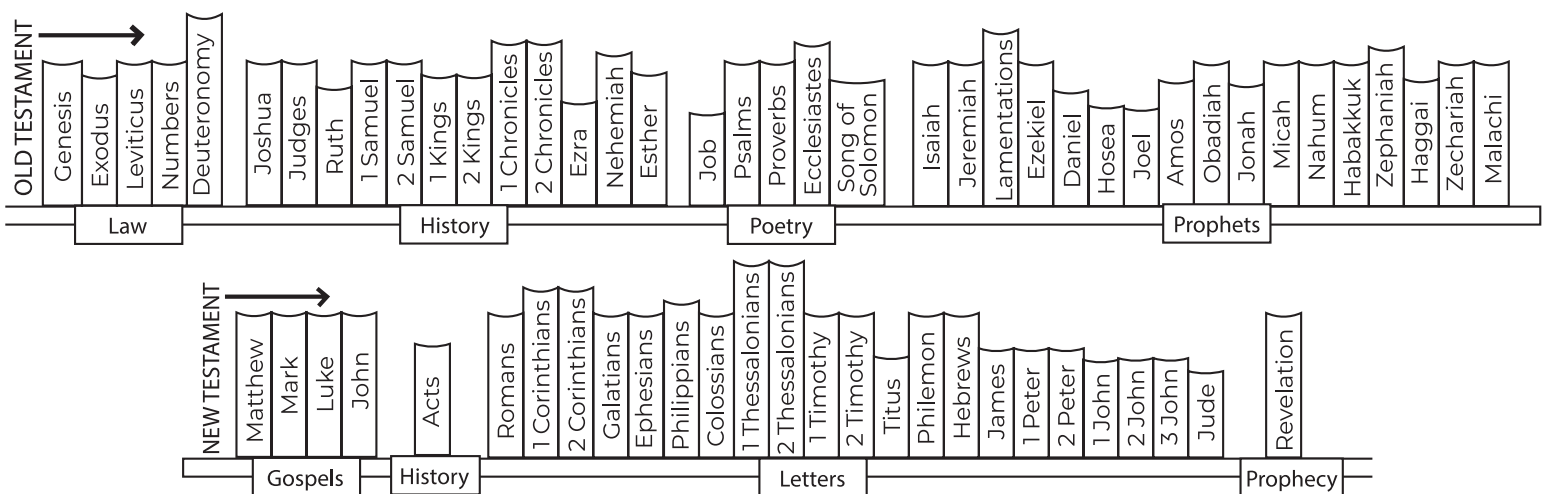 OLD TESTAMENT
Genesis
Exodus
Leviticus
Numbers
Deuteronomy
Joshua
Judges
Ruth
1 Samuel
2 Samuel
1 Kings
2 Kings
1 Chronicles
2 Chronicles
Ezra
Nehemiah
Esther
Job
Psalms
Proverbs
Ecclesiastes
Song of
Solomon
Isaiah
Jeremiah
Lamentations
Ezekiel
Daniel
Hosea
Joel
Amos
Obadiah
Jonah
Micah
Nahum
Habakkuk
Zephaniah
Haggai
Zechariah
Malachi
Law
History
Poetry
Prophets
NEW TESTAMENT
Matthew
Mark
Luke
John
Acts
Romans
1 Corinthians
2 Corinthians
Galatians
Ephesians
Philippians
Colossians
1 Thessalonians
2 Thessalonians
1 Timothy
2 Timothy
Titus
Philemon
Hebrews
James
1 Peter
2 Peter
1 John
2 John
3 John
Jude
Revelation
Gospels
History
Letters
Prophecy